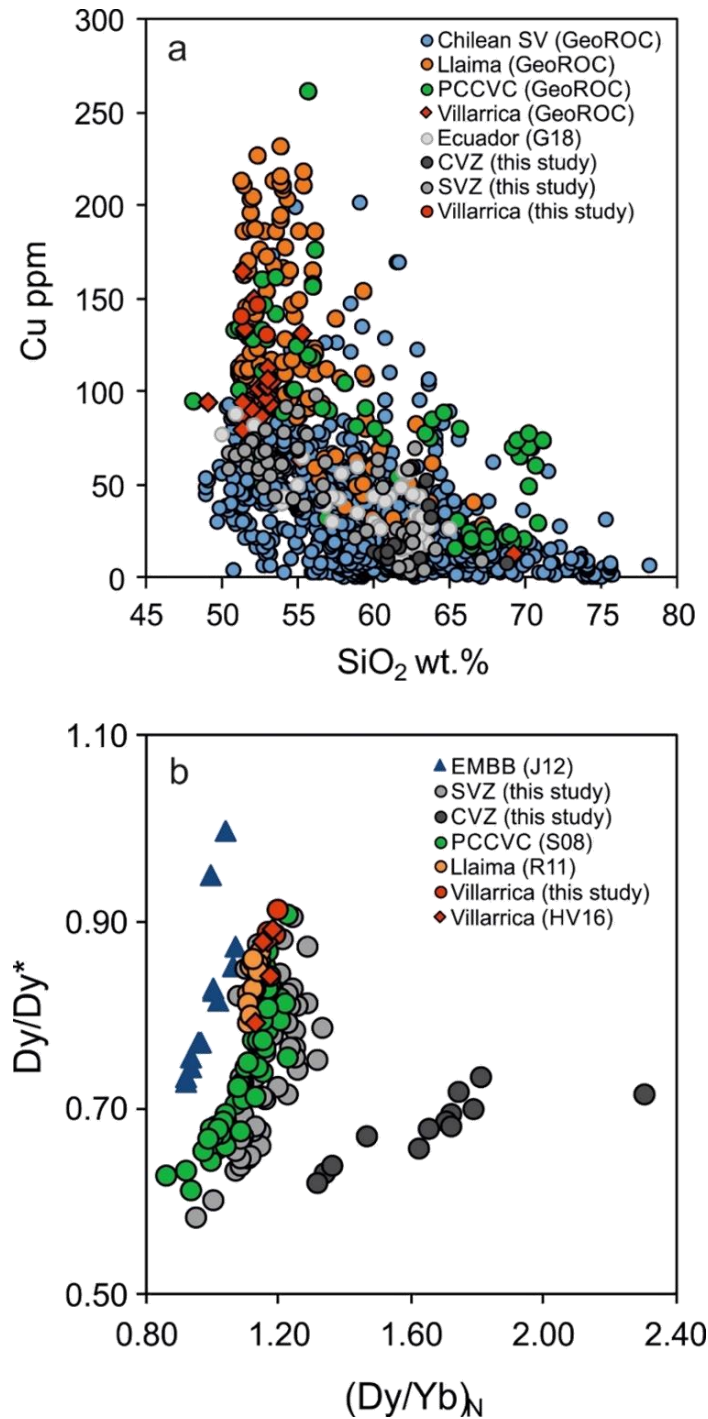 a
300
250
200
150
100
50
0
Cu ppm
45 50 55 60 65 70 75 80
SiO₂ wt.%
Chilean SV (GeoROC)
Llaima (GeoROC)
PCCVC (GeoROC)
Villarrica (GeoROC)
Ecuador (G18)
CVZ (this study)
SVZ (this study)
Villarrica (this study)
b
1.10
0.90
0.70
0.50
Dy/Dy*
0.80 1.20 1.60 2.00 2.40
(Dy/Yb)N
EMBB (J12)
SVZ (this study)
CVZ (this study)
PCCVC (S08)
Llaima (R11)
Villarrica (this study)
Villarrica (HV16)